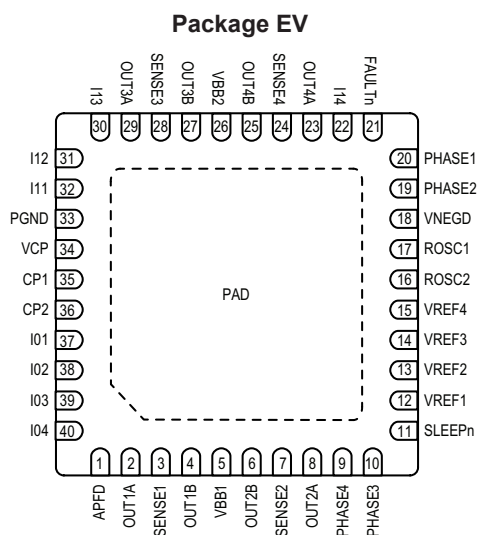 Package EV
I13
OUT3A
SENSE3
OUT3B
VBB2
OUT4B
SENSE4
OUT4A
I14
FAULTn
30
29
28
27
26
25
24
23
22
21
I12 31
I11 32
PGND 33
VCP 34
CP1 35
CP2 36
I01 37
I02 38
I03 39
I04 40
PAD
20 PHASE1
19 PHASE2
18 VNEGD
17 ROSC1
16 ROSC2
15 VREF4
14 VREF3
13 VREF2
12 VREF1
11 SLEEPn
1
2
3
4
5
6
7
8
9
10
APFD
OUT1A
SENSE1
OUT1B
VBB1
OUT2B
SENSE2
OUT2A
PHASE4
PHASE3